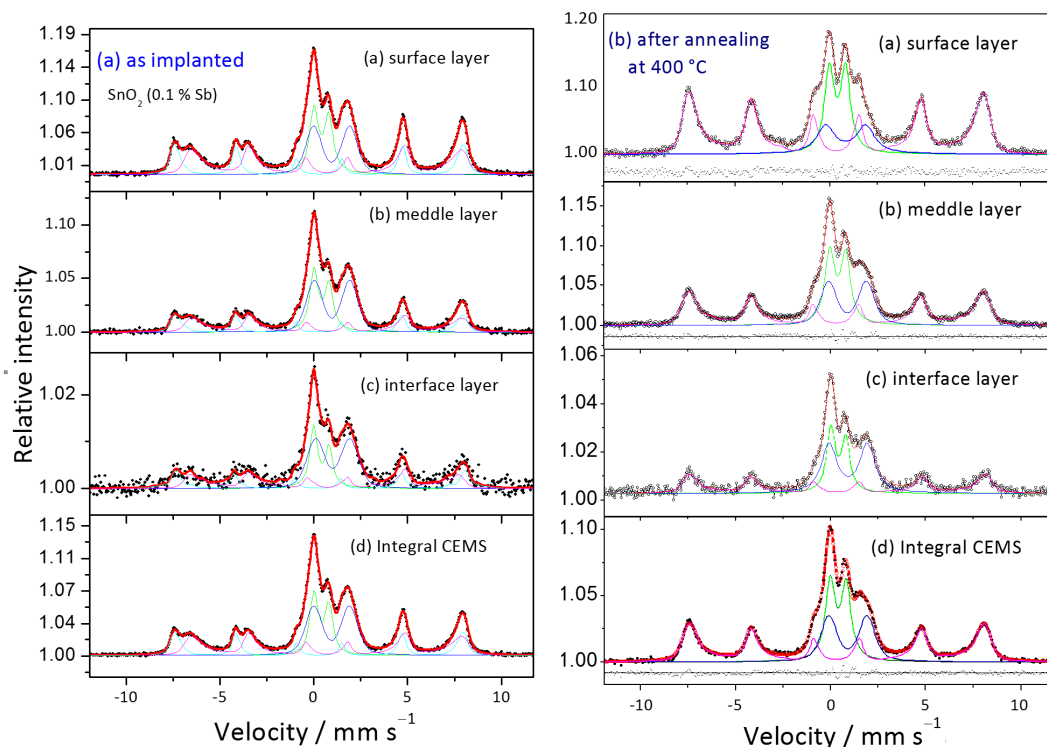 Relative intensity
(a) as implanted
SnO2 (0.1 % Sb)
(a) surface layer
1.19
1.14
1.10
1.06
1.01
(b) meddle layer
1.10
1.05
1.00
(c) interface layer
1.02
1.00
(d) Integral CEMS
1.15
1.11
1.07
1.04
1.00
-10 -5 0 5 10
Velocity / mm s−1
(b) after annealing
at 400 °C
(a) surface layer
1.20
1.10
1.00
(b) meddle layer
1.15
1.10
1.05
1.00
(c) interface layer
1.06
1.04
1.02
1.00
(d) Integral CEMS
1.10
1.05
1.00
-10 -5 0 5 10
Velocity / mm s−1